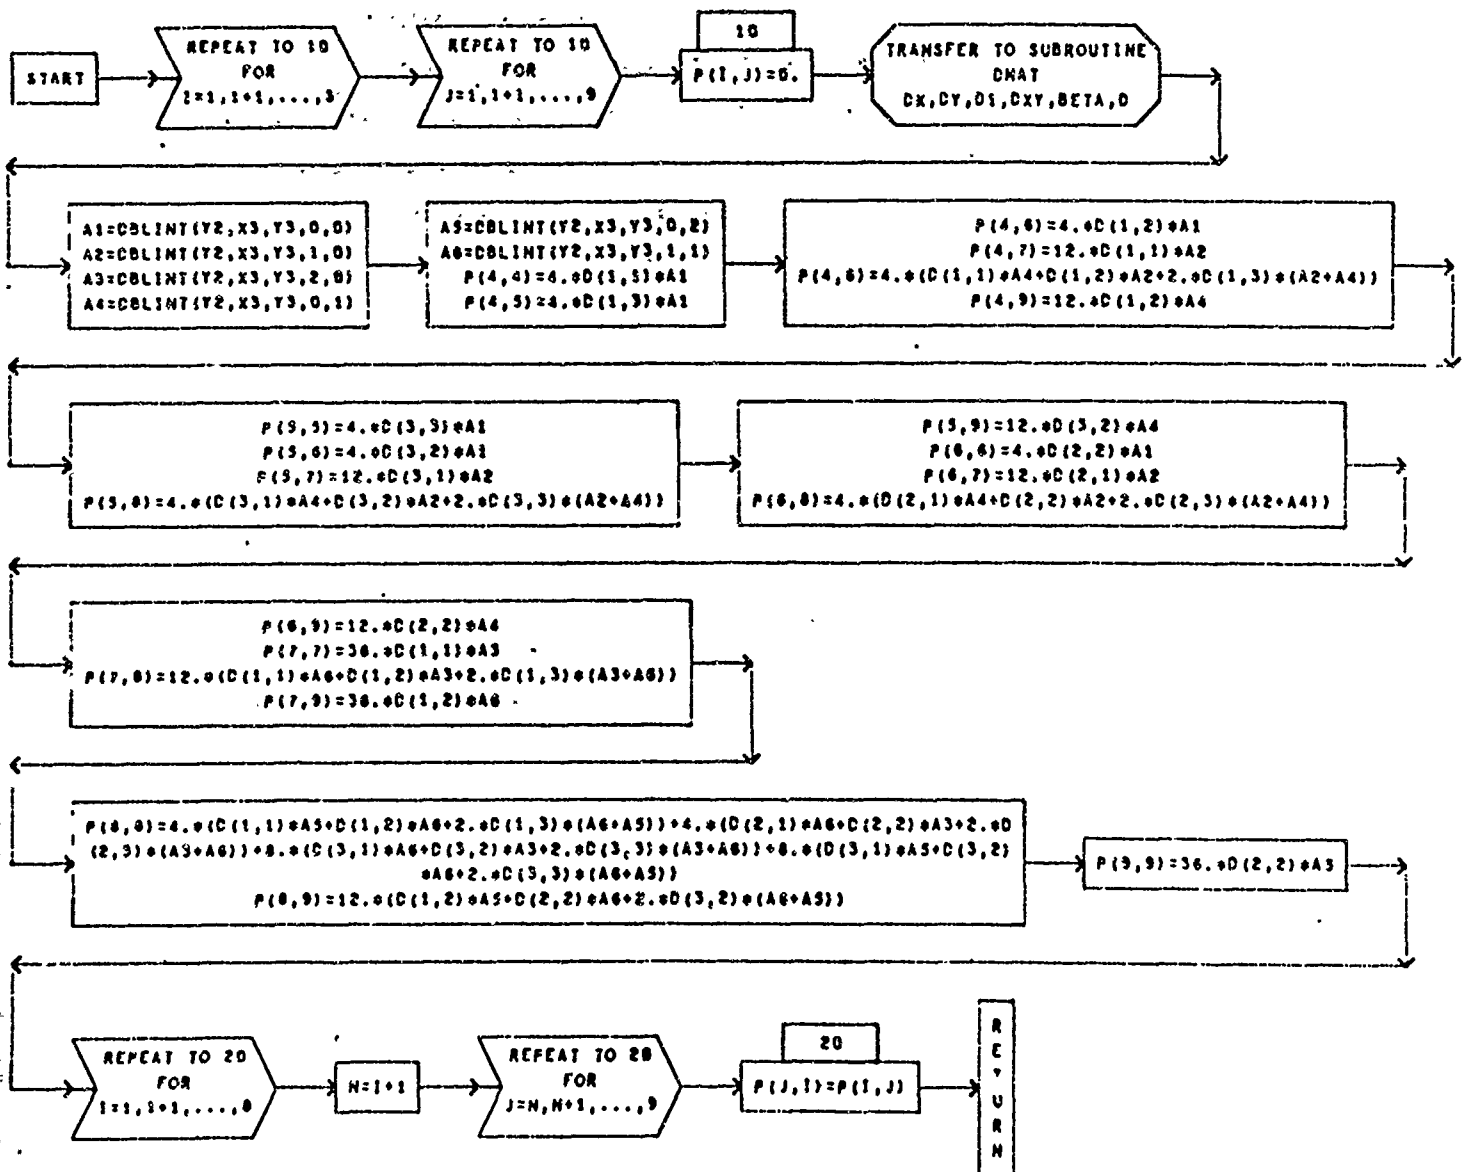 START
REPEAT TO 10
FOR
I=1,I+1,...,3
REPEAT TO 10
FOR
J=1,I+1,...,9
10
P(I,J)=0.
TRANSFER TO SUBROUTINE
DMAT
DX,DY,D1,DXY,BETA,D
A1=DBLINT(Y2,X3,Y3,0,0)
A2=DBLINT(Y2,X3,Y3,1,0)
A3=DBLINT(Y2,X3,Y3,2,0)
A4=DBLINT(Y2,X3,Y3,0,1)
A5=DBLINT(Y2,X3,Y3,0,2)
A6=DBLINT(Y2,X3,Y3,1,1)
P(4,4)=4.*D(1,1)*A1
P(4,5)=4.*D(1,3)*A1
P(4,6)=4.*D(1,2)*A1
P(4,7)=12.*D(1,1)*A2
P(4,8)=4.*(D(1,1)*A4+D(1,2)*A2+2.*D(1,3)*(A2+A4))
P(4,9)=12.*D(1,2)*A4
P(5,5)=4.*D(3,3)*A1
P(5,6)=4.*D(3,2)*A1
P(5,7)=12.*D(3,1)*A2
P(5,8)=4.*(D(3,1)*A4+D(3,2)*A2+2.*D(3,3)*(A2+A4))
P(5,9)=12.*D(3,2)*A4
P(6,6)=4.*D(2,2)*A1
P(6,7)=12.*D(2,1)*A2
P(6,8)=4.*(D(2,1)*A4+D(2,2)*A2+2.*D(2,3)*(A2+A4))
P(6,9)=12.*D(2,2)*A4
P(7,7)=36.*D(1,1)*A3
P(7,8)=12.*(D(1,1)*A6+D(1,2)*A3+2.*D(1,3)*(A3+A6))
P(7,9)=36.*D(1,2)*A6
P(8,8)=4.*(D(1,1)*A5+D(1,2)*A6+2.*D(1,3)*(A6+A5))+4.*(D(2,1)*A6+D(2,2)*A3+2.*D
(2,3)*(A3+A6))+8.*(D(3,1)*A6+D(3,2)*A3+2.*D(3,3)*(A3+A6))+8.*(D(3,1)*A5+D(3,2)
*A6+2.*D(3,3)*(A6+A5))
P(8,9)=12.*(D(1,2)*A5+D(2,2)*A6+2.*D(3,2)*(A6+A5))
P(9,9)=36.*D(2,2)*A5
REPEAT TO 20
FOR
I=1,I+1,...,8
N=I+1
REPEAT TO 20
FOR
J=N,N+1,...,9
20
P(J,I)=P(I,J)
RETURN